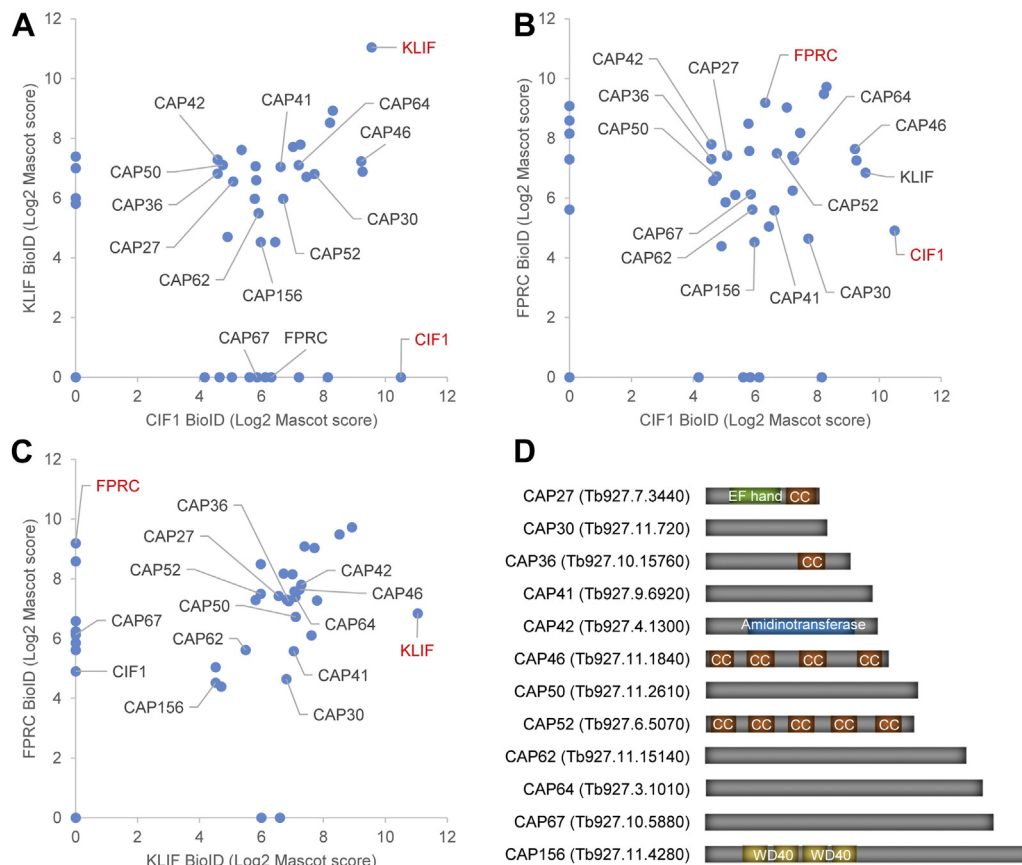 A
KLIF BioID (Log2 Mascot score)
12
10
8
6
4
2
0
0
2
4
6
8
10
12
CIF1 BioID (Log2 Mascot score)
KLIF
CAP42
CAP41
CAP64
CAP46
CAP50
CAP36
CAP30
CAP27
CAP52
CAP62
CAP156
CAP67
FPRC
CIF1
B
FPRC BioID (Log2 Mascot score)
12
10
8
6
4
2
0
0
2
4
6
8
10
12
CIF1 BioID (Log2 Mascot score)
FPRC
CAP42
CAP27
CAP36
CAP64
CAP50
CAP46
KLIF
CAP52
CAP67
CAP62
CIF1
CAP156
CAP41
CAP30
C
FPRC BioID (Log2 Mascot score)
12
10
8
6
4
2
0
0
2
4
6
8
10
12
KLIF BioID (Log2 Mascot score)
FPRC
CAP36
CAP27
CAP52
CAP42
CAP46
CAP50
CAP67
CAP64
CAP62
KLIF
CIF1
CAP41
CAP156
CAP30
D
CAP27 (Tb927.7.3440) EF hand CC
CAP30 (Tb927.11.720)
CAP36 (Tb927.10.15760) CC
CAP41 (Tb927.9.6920)
CAP42 (Tb927.4.1300) Amidinotransferase
CAP46 (Tb927.11.1840) CC CC CC CC
CAP50 (Tb927.11.2610)
CAP52 (Tb927.6.5070) CC CC CC CC CC
CAP62 (Tb927.11.15140)
CAP64 (Tb927.3.1010)
CAP67 (Tb927.10.5880)
CAP156 (Tb927.11.4280) WD40 WD40